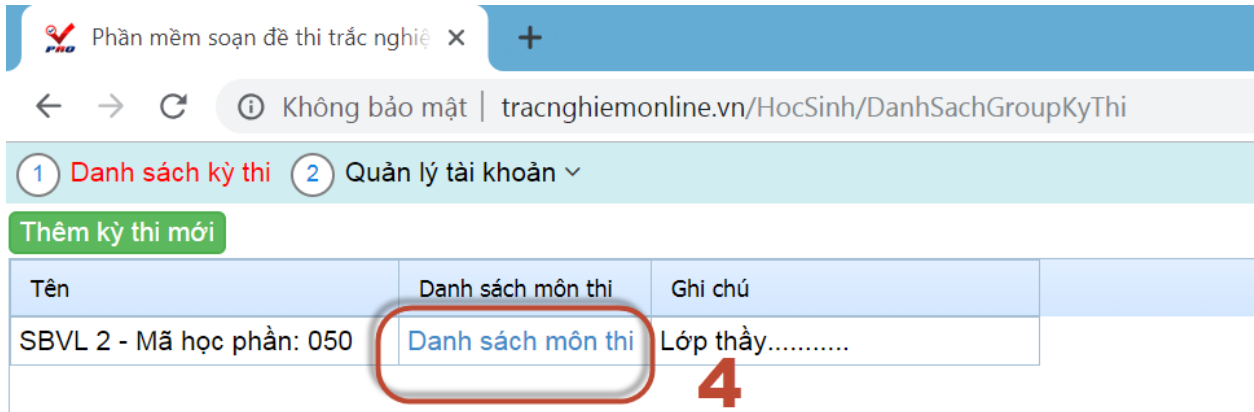 PRO Phần mềm soạn đề thi trắc nghiệ
Không bảo mật | tracnghiemonline.vn/HocSinh/DanhSachGroupKyThi
1 Danh sách kỳ thi 2 Quản lý tài khoản
Thêm kỳ thi mới
Tên Danh sách môn thi Ghi chú
SBVL 2 - Mã học phần: 050 Danh sách môn thi Lớp thầy...........
4